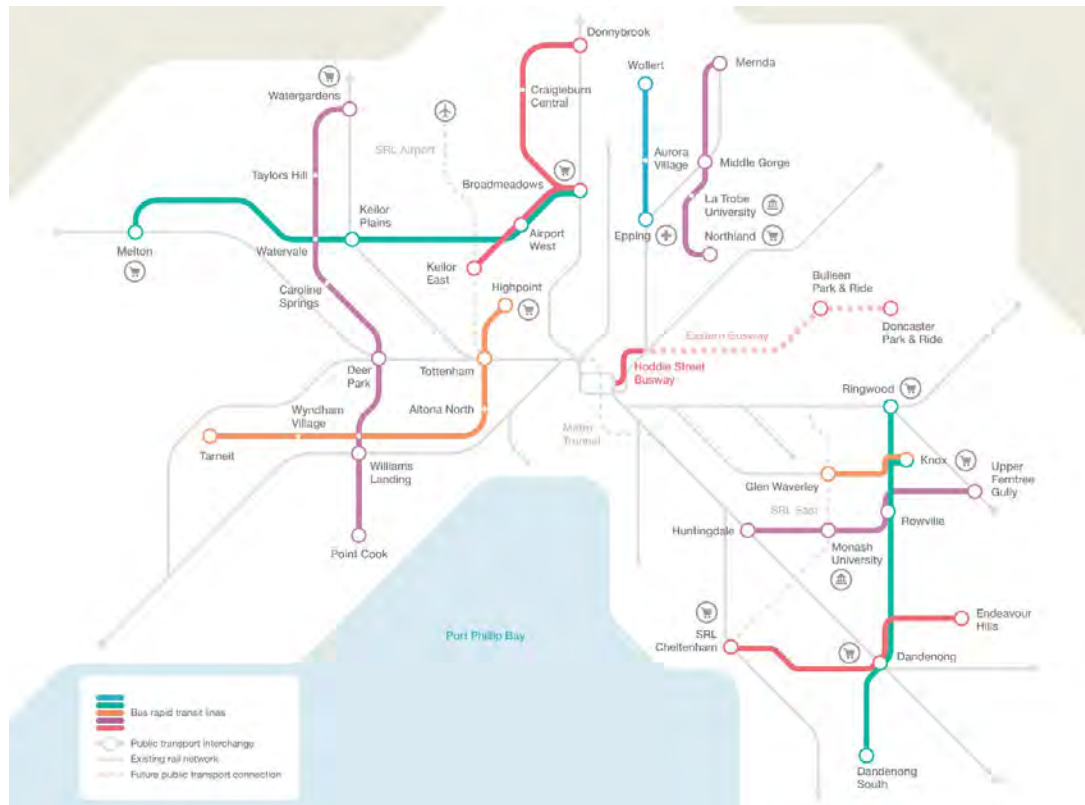 Donnybrook
Wollert
Mernda
Watergardens
Craigieburn
Central
SRL Airport
Aurora
Village
Middle Gorge
Taylors Hill
Broadmeadows
La Trobe
University
Keilor
Plains
Airport
West
Epping
Northland
Melton
Watervale
Keilor
East
Bulleen
Park & Ride
Caroline
Springs
Highpoint
Eastern Busway
Doncaster
Park & Ride
Hoddle Street
Busway
Deer
Park
Tottenham
Ringwood
Wyndham
Village
Altona North
Metro
Tunnel
Tarneit
Williams
Landing
Glen Waverley
Knox
Upper
Ferntree
Gully
SRL East
Huntingdale
Rowville
Monash
University
Point Cook
Endeavour
Hills
Port Phillip Bay
SRL
Cheltenham
Dandenong
Bus rapid transit lines
Public transport interchange
Existing rail network
Future public transport connection
Dandenong
South